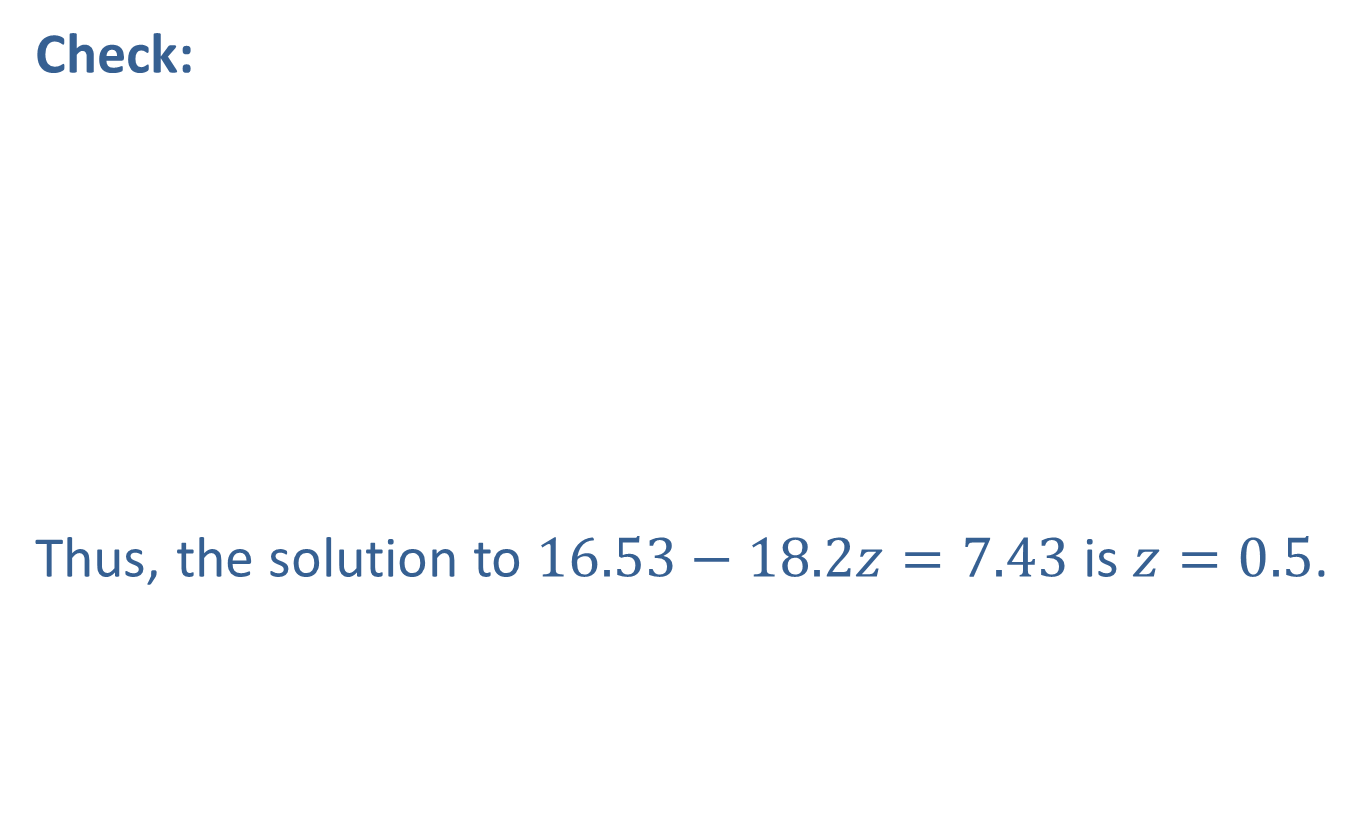 Check:
Thus, the solution to 16.53 − 18.2𝑧 = 7.43 is 𝑧 = 0.5.